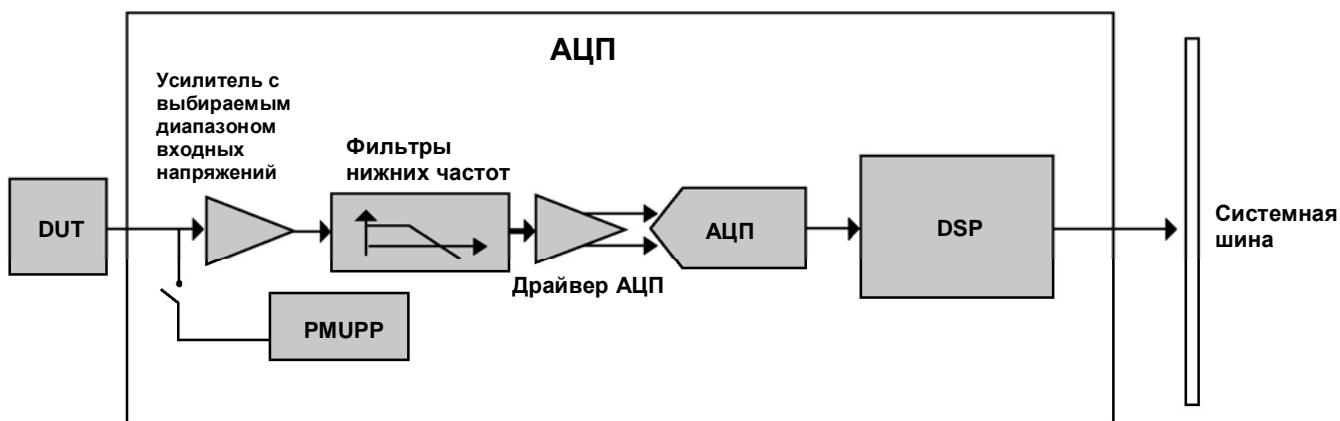 АЦП
Усилитель с
выбираемым
диапазоном
входных
напряжений
Фильтры
нижних частот
DUT
АЦП
DSP
Системная
шина
Драйвер АЦП
PMUPP